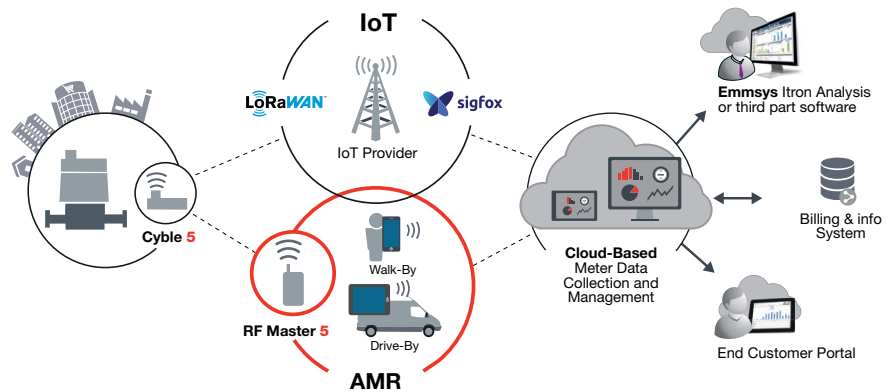 IoT
LoRaWAN™
sigfox
IoT Provider
Cyble 5
RF Master 5
Walk-By
Drive-By
AMR
Cloud-Based
Meter Data
Collection and
Management
Emmsys Itron Analysis
or third part software
Billing & info
System
End Customer Portal